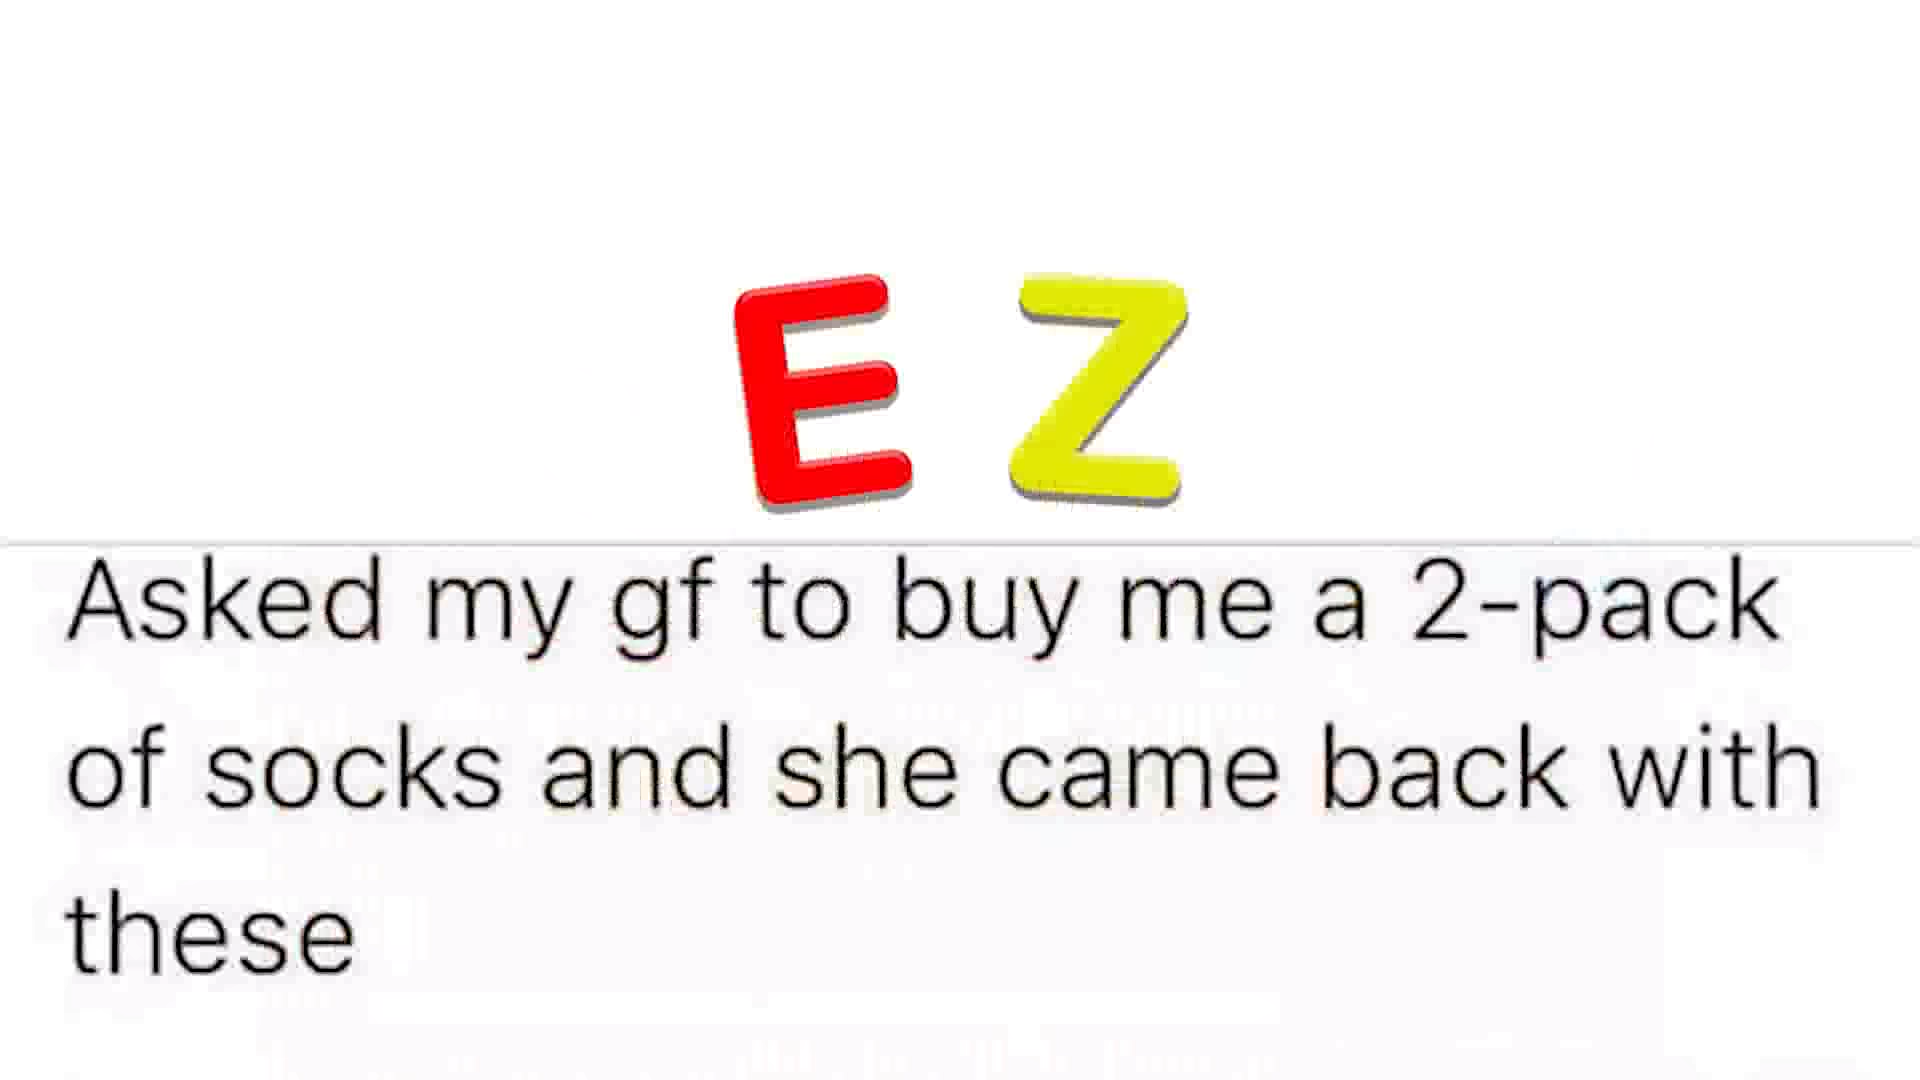 E Z
Asked my gf to buy me a 2-pack
of socks and she came back with
these